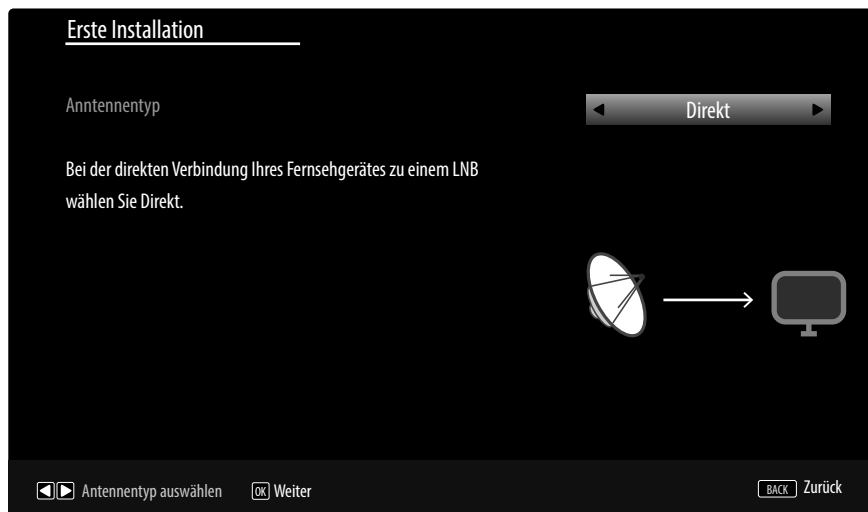 Erste Installation
Anntennentyp
Direkt
Bei der direkten Verbindung Ihres Fernsehgerätes zu einem LNB
wählen Sie Direkt.
Antennentyp auswählen
OK Weiter
BACK Zurück